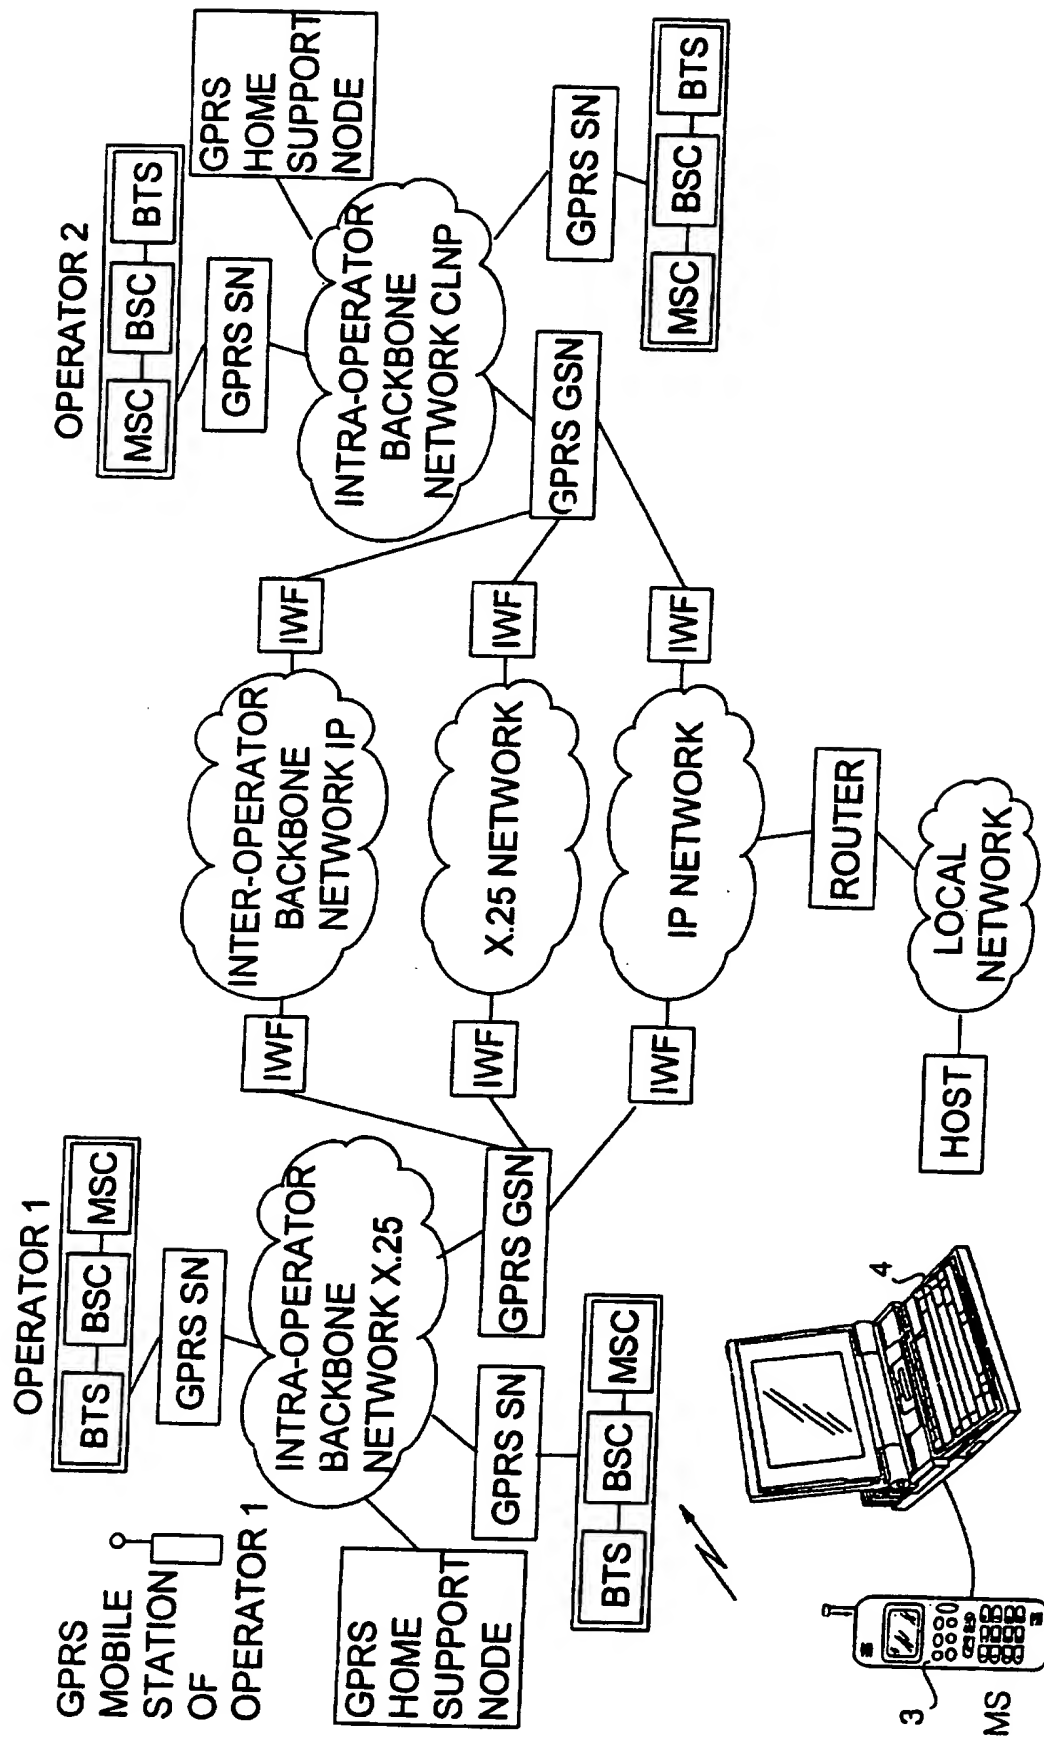 GPRS
MOBILE
STATION
OF
OPERATOR 1
OPERATOR 1
BTS
BSC
MSC
GPRS SN
INTRA-OPERATOR
BACKBONE
NETWORK X.25
GPRS
HOME
SUPPORT
NODE
GPRS SN
BTS
BSC
MSC
GPRS GSN
IWF
IWF
IWF
INTER-OPERATOR
BACKBONE
NETWORK IP
X.25 NETWORK
IP NETWORK
IWF
IWF
IWF
OPERATOR 2
MSC
BSC
BTS
GPRS SN
GPRS
HOME
SUPPORT
NODE
INTRA-OPERATOR
BACKBONE
NETWORK CLNP
GPRS GSN
GPRS SN
MSC
BSC
BTS
ROUTER
LOCAL
NETWORK
HOST
3
MS
4